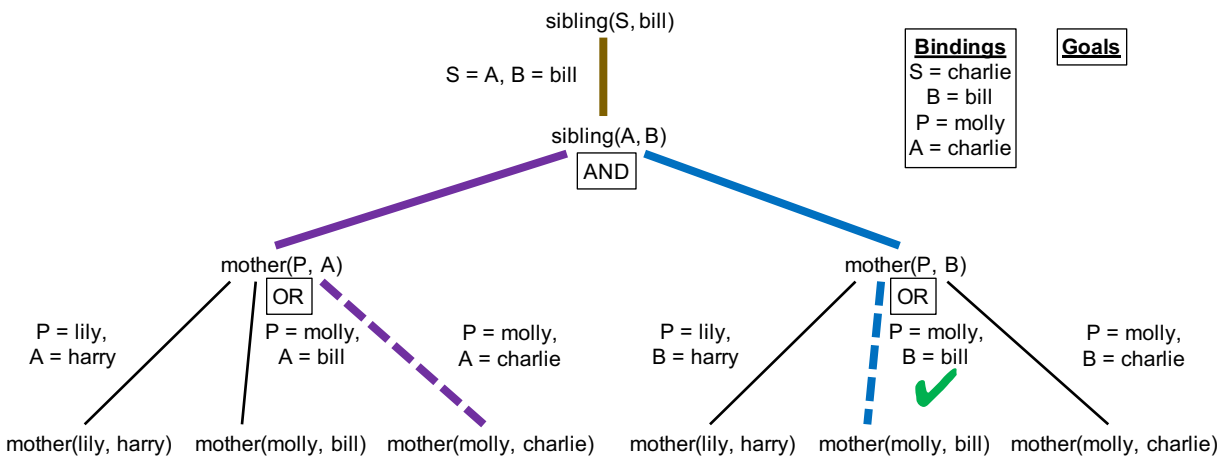 sibling(S, bill)
Bindings
Goals
S = A, B = bill
S = charlie
B = bill
P = molly
A = charlie
sibling(A, B)
AND
mother(P, A)
mother(P, B)
OR
OR
P = lily,
A = harry
P = molly,
A = bill
P = molly,
A = charlie
P = lily,
B = harry
P = molly,
B = bill
P = molly,
B = charlie
mother(lily, harry)
mother(molly, bill)
mother(molly, charlie)
mother(lily, harry)
mother(molly, bill)
mother(molly, charlie)